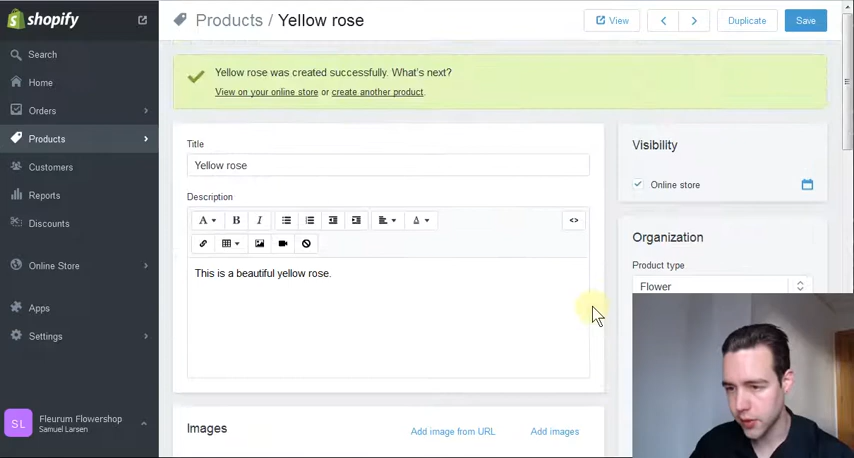 shopify
Products / Yellow rose
View
Duplicate
Save
Search
Home
Orders
Products
Customers
Reports
Discounts
Online Store
Apps
Settings
SL
Fleurum Flowershop
Samuel Larsen
Yellow rose was created successfully. What's next?
View on your online store or create another product.
Title
Yellow rose
Description
A
B
I
A
<>
This is a beautiful yellow rose.
Images
Add image from URL
Add images
Visibility
Online store
Organization
Product type
Flower